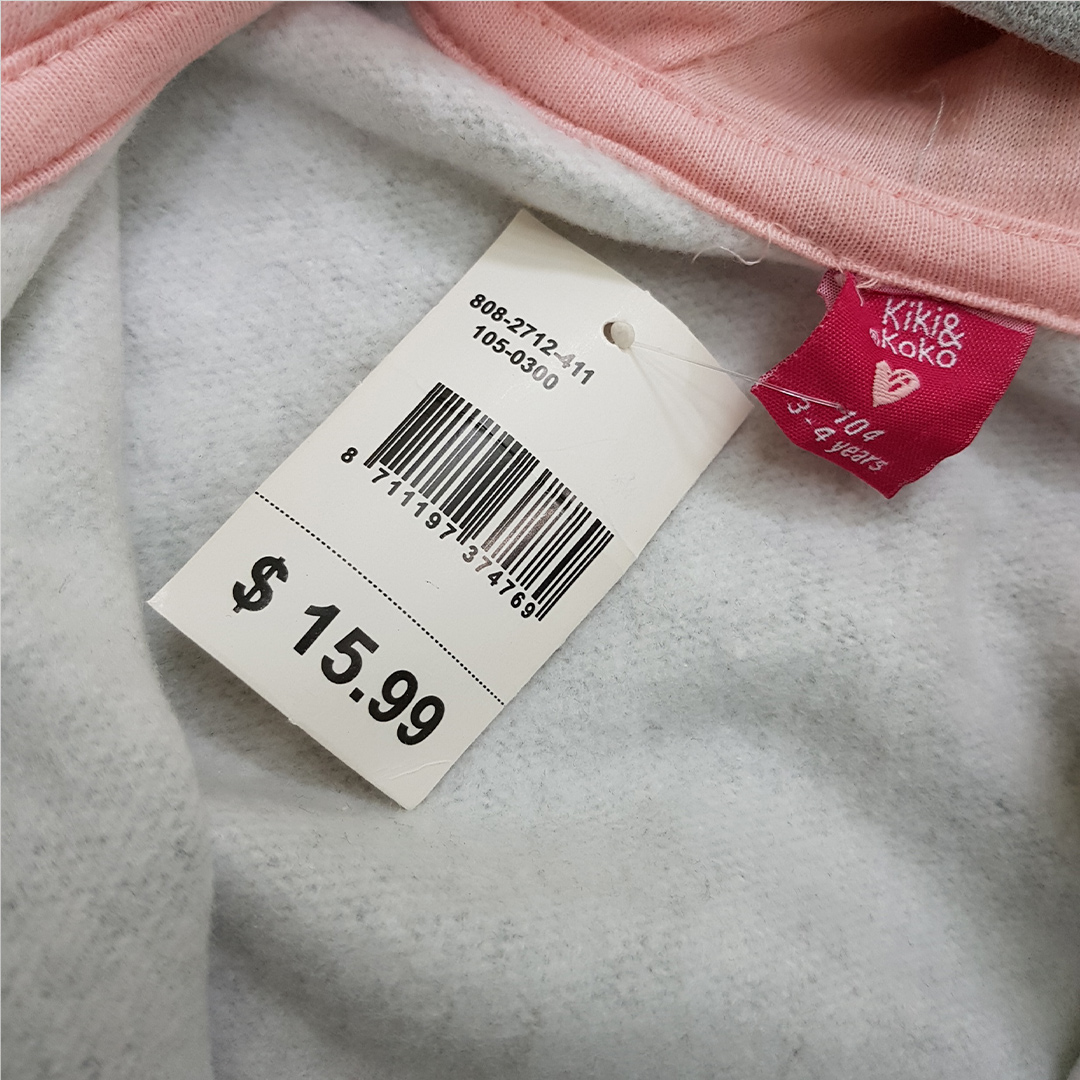 808-2712-411
105-0300
8 711197 374769
$ 15.99
Kiki&
Koko
104
3-4 years